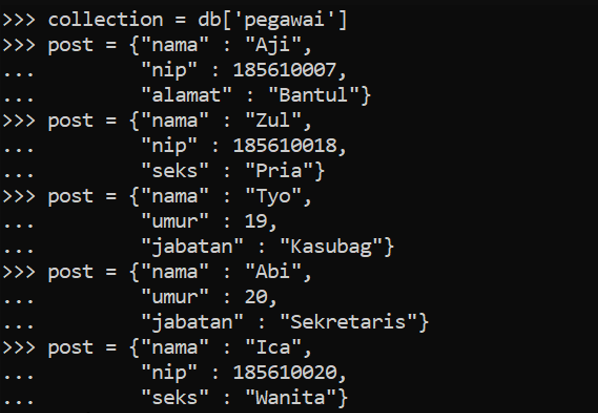 >>> collection = db['pegawai']
>>> post = {"nama" : "Aji",
...         "nip" : 185610007,
...         "alamat" : "Bantul"}
>>> post = {"nama" : "Zul",
...         "nip" : 185610018,
...         "seks" : "Pria"}
>>> post = {"nama" : "Tyo",
...         "umur" : 19,
...         "jabatan" : "Kasubag"}
>>> post = {"nama" : "Abi",
...         "umur" : 20,
...         "jabatan" : "Sekretaris"}
>>> post = {"nama" : "Ica",
...         "nip" : 185610020,
...         "seks" : "Wanita"}